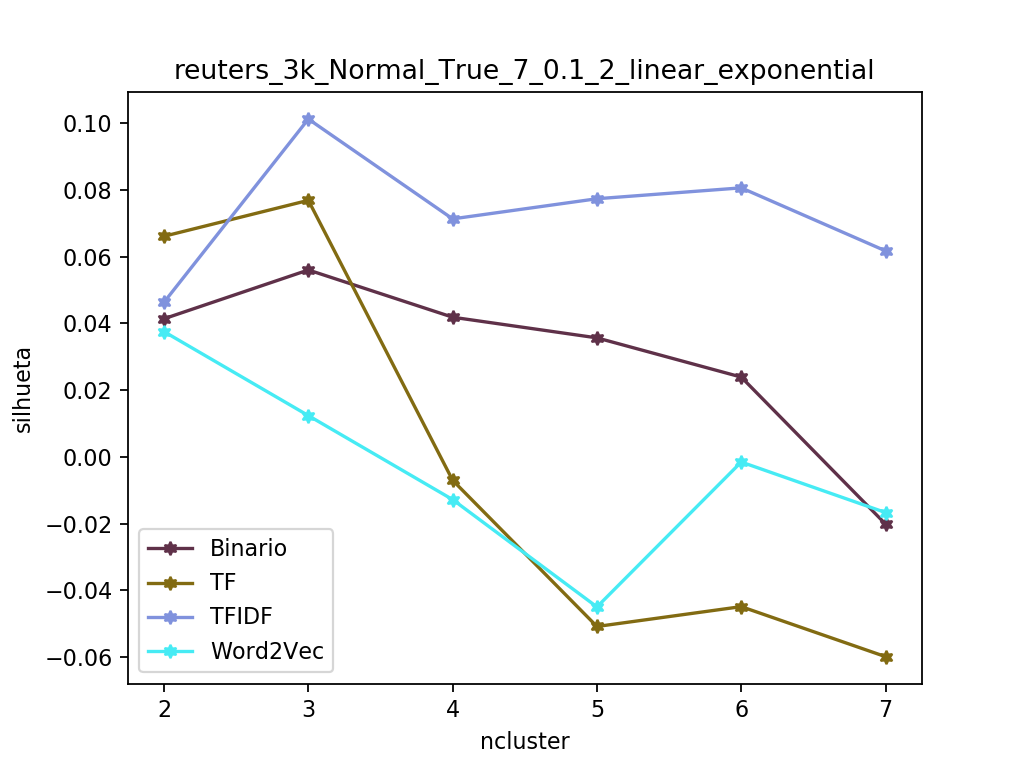 reuters_3k_Normal_True_7_0.1_2_linear_exponential
0.10
0.08
0.06
0.04
0.02
0.00
−0.02
−0.04
−0.06
silhueta
Binario
TF
TFIDF
Word2Vec
2 3 4 5 6 7
ncluster